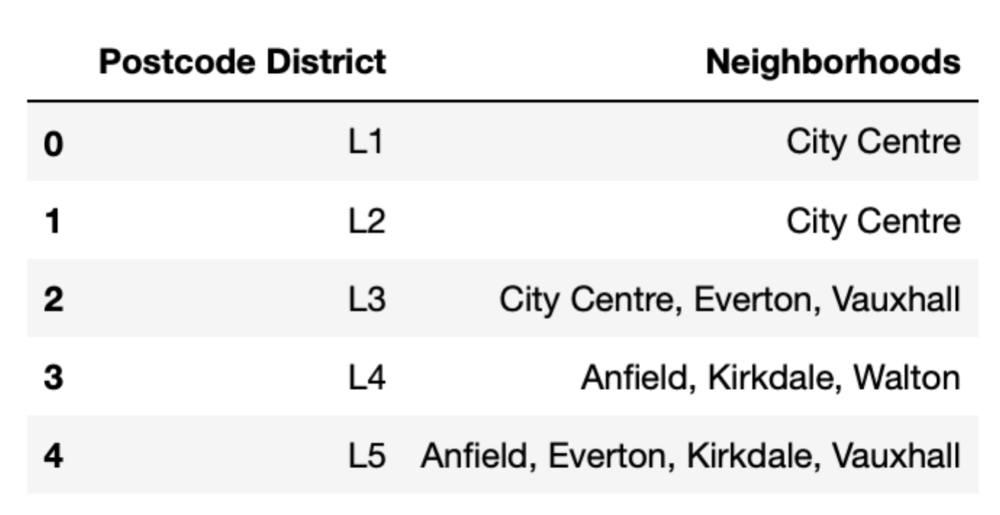 Postcode District Neighborhoods
0 L1 City Centre
1 L2 City Centre
2 L3 City Centre, Everton, Vauxhall
3 L4 Anfield, Kirkdale, Walton
4 L5 Anfield, Everton, Kirkdale, Vauxhall